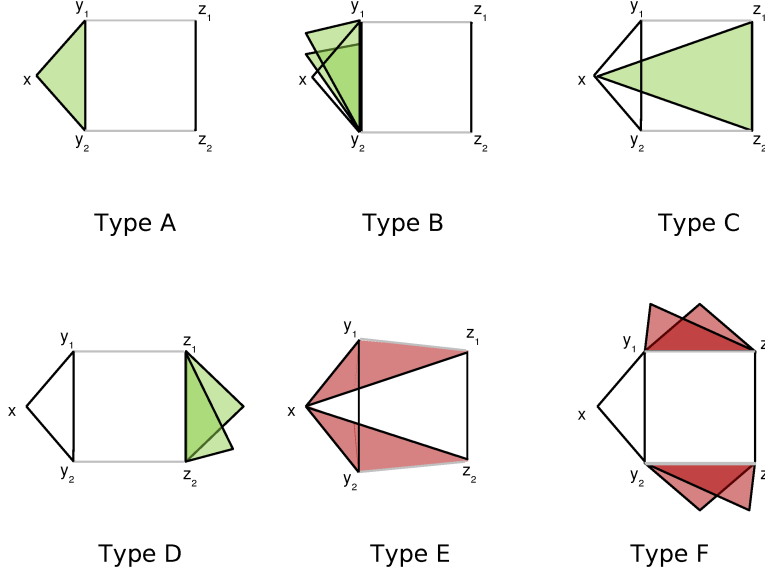 y1 z1 y1 z1 y1 z1
x x x
y2 z2 y2 z2 y2 z2
Type A Type B Type C
y1 z1 y1 z1 y1 z
x x x
y2 z2 y2 z2 y2 z
Type D Type E Type F